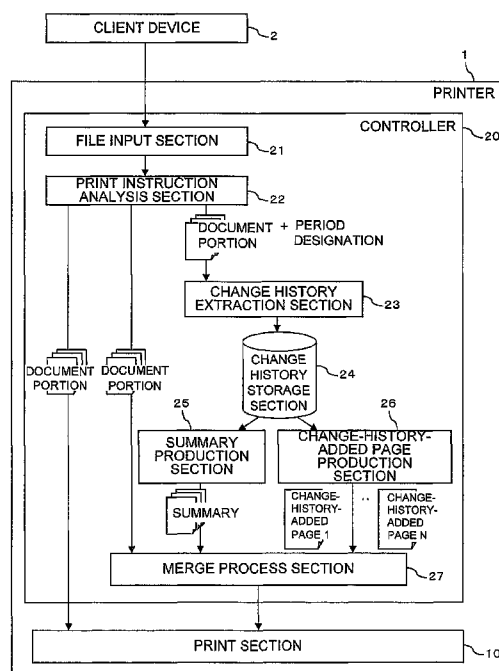 CLIENT DEVICE
2
1
PRINTER
CONTROLLER
20
FILE INPUT SECTION
21
PRINT INSTRUCTION
ANALYSIS SECTION
22
DOCUMENT + PERIOD
PORTION DESIGNATION
CHANGE HISTORY
EXTRACTION SECTION
23
CHANGE
HISTORY
STORAGE
SECTION
24
DOCUMENT
PORTION
DOCUMENT
PORTION
25
SUMMARY
PRODUCTION
SECTION
26
CHANGE-HISTORY-
ADDED PAGE
PRODUCTION
SECTION
SUMMARY
CHANGE-
HISTORY-
ADDED
PAGE 1
..
CHANGE-
HISTORY-
ADDED
PAGE N
MERGE PROCESS SECTION
27
PRINT SECTION
10